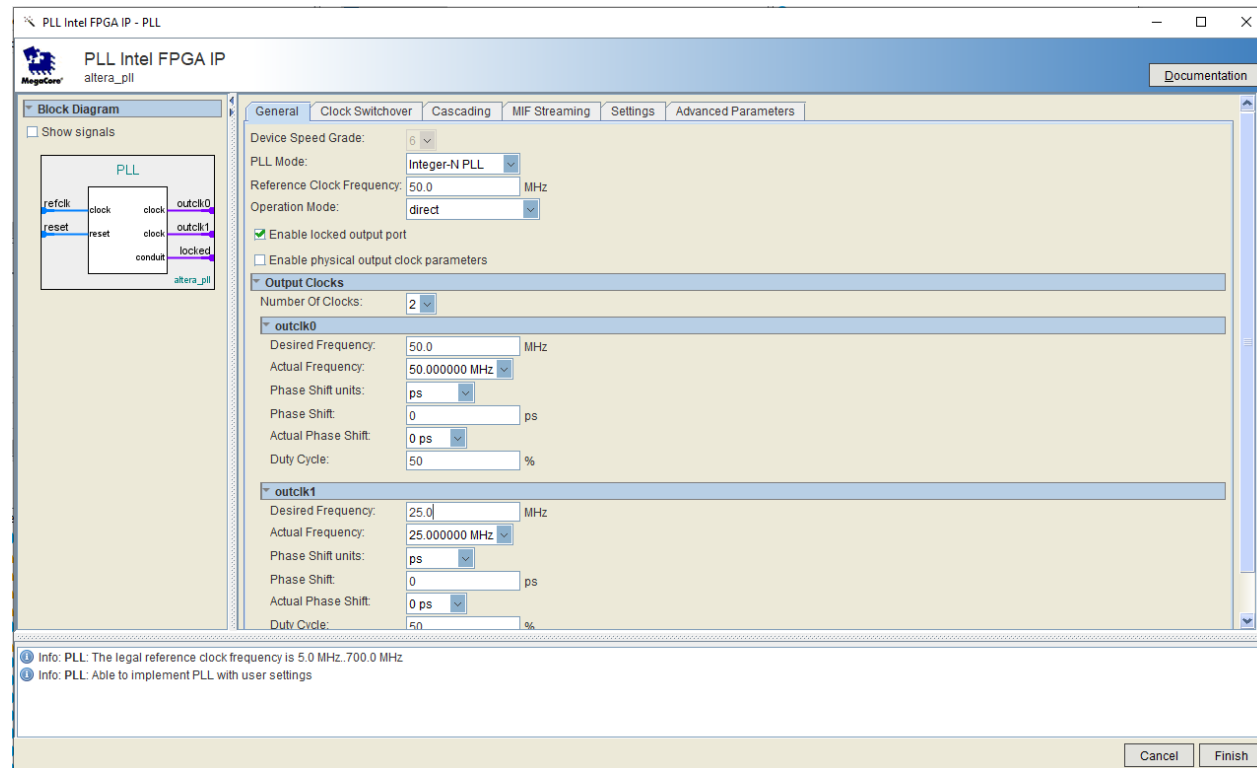 PLL Intel FPGA IP - PLL
PLL Intel FPGA IP
altera_pll
MegaCore'
Documentation
Block Diagram
Show signals
PLL
refclk
clock
clock
outclk0
reset
reset
clock
outclk1
conduit
locked
altera_pll
General
Clock Switchover
Cascading
MIF Streaming
Settings
Advanced Parameters
Device Speed Grade: 6
PLL Mode: Integer-N PLL
Reference Clock Frequency: 50.0 MHz
Operation Mode: direct
Enable locked output port
Enable physical output clock parameters
Output Clocks
Number Of Clocks: 2
outclk0
Desired Frequency: 50.0 MHz
Actual Frequency: 50.000000 MHz
Phase Shift units: ps
Phase Shift: 0 ps
Actual Phase Shift: 0 ps
Duty Cycle: 50 %
outclk1
Desired Frequency: 25.0 MHz
Actual Frequency: 25.000000 MHz
Phase Shift units: ps
Phase Shift: 0 ps
Actual Phase Shift: 0 ps
Duty Cycle: 50 %
Info: PLL: The legal reference clock frequency is 5.0 MHz..700.0 MHz
Info: PLL: Able to implement PLL with user settings
Cancel
Finish